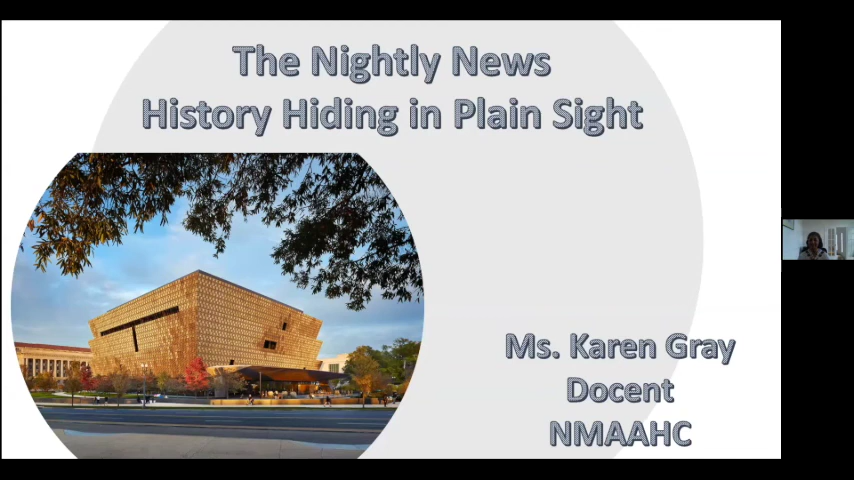 The Nightly News
History Hiding in Plain Sight
Ms. Karen Gray
Docent
NMAAHC